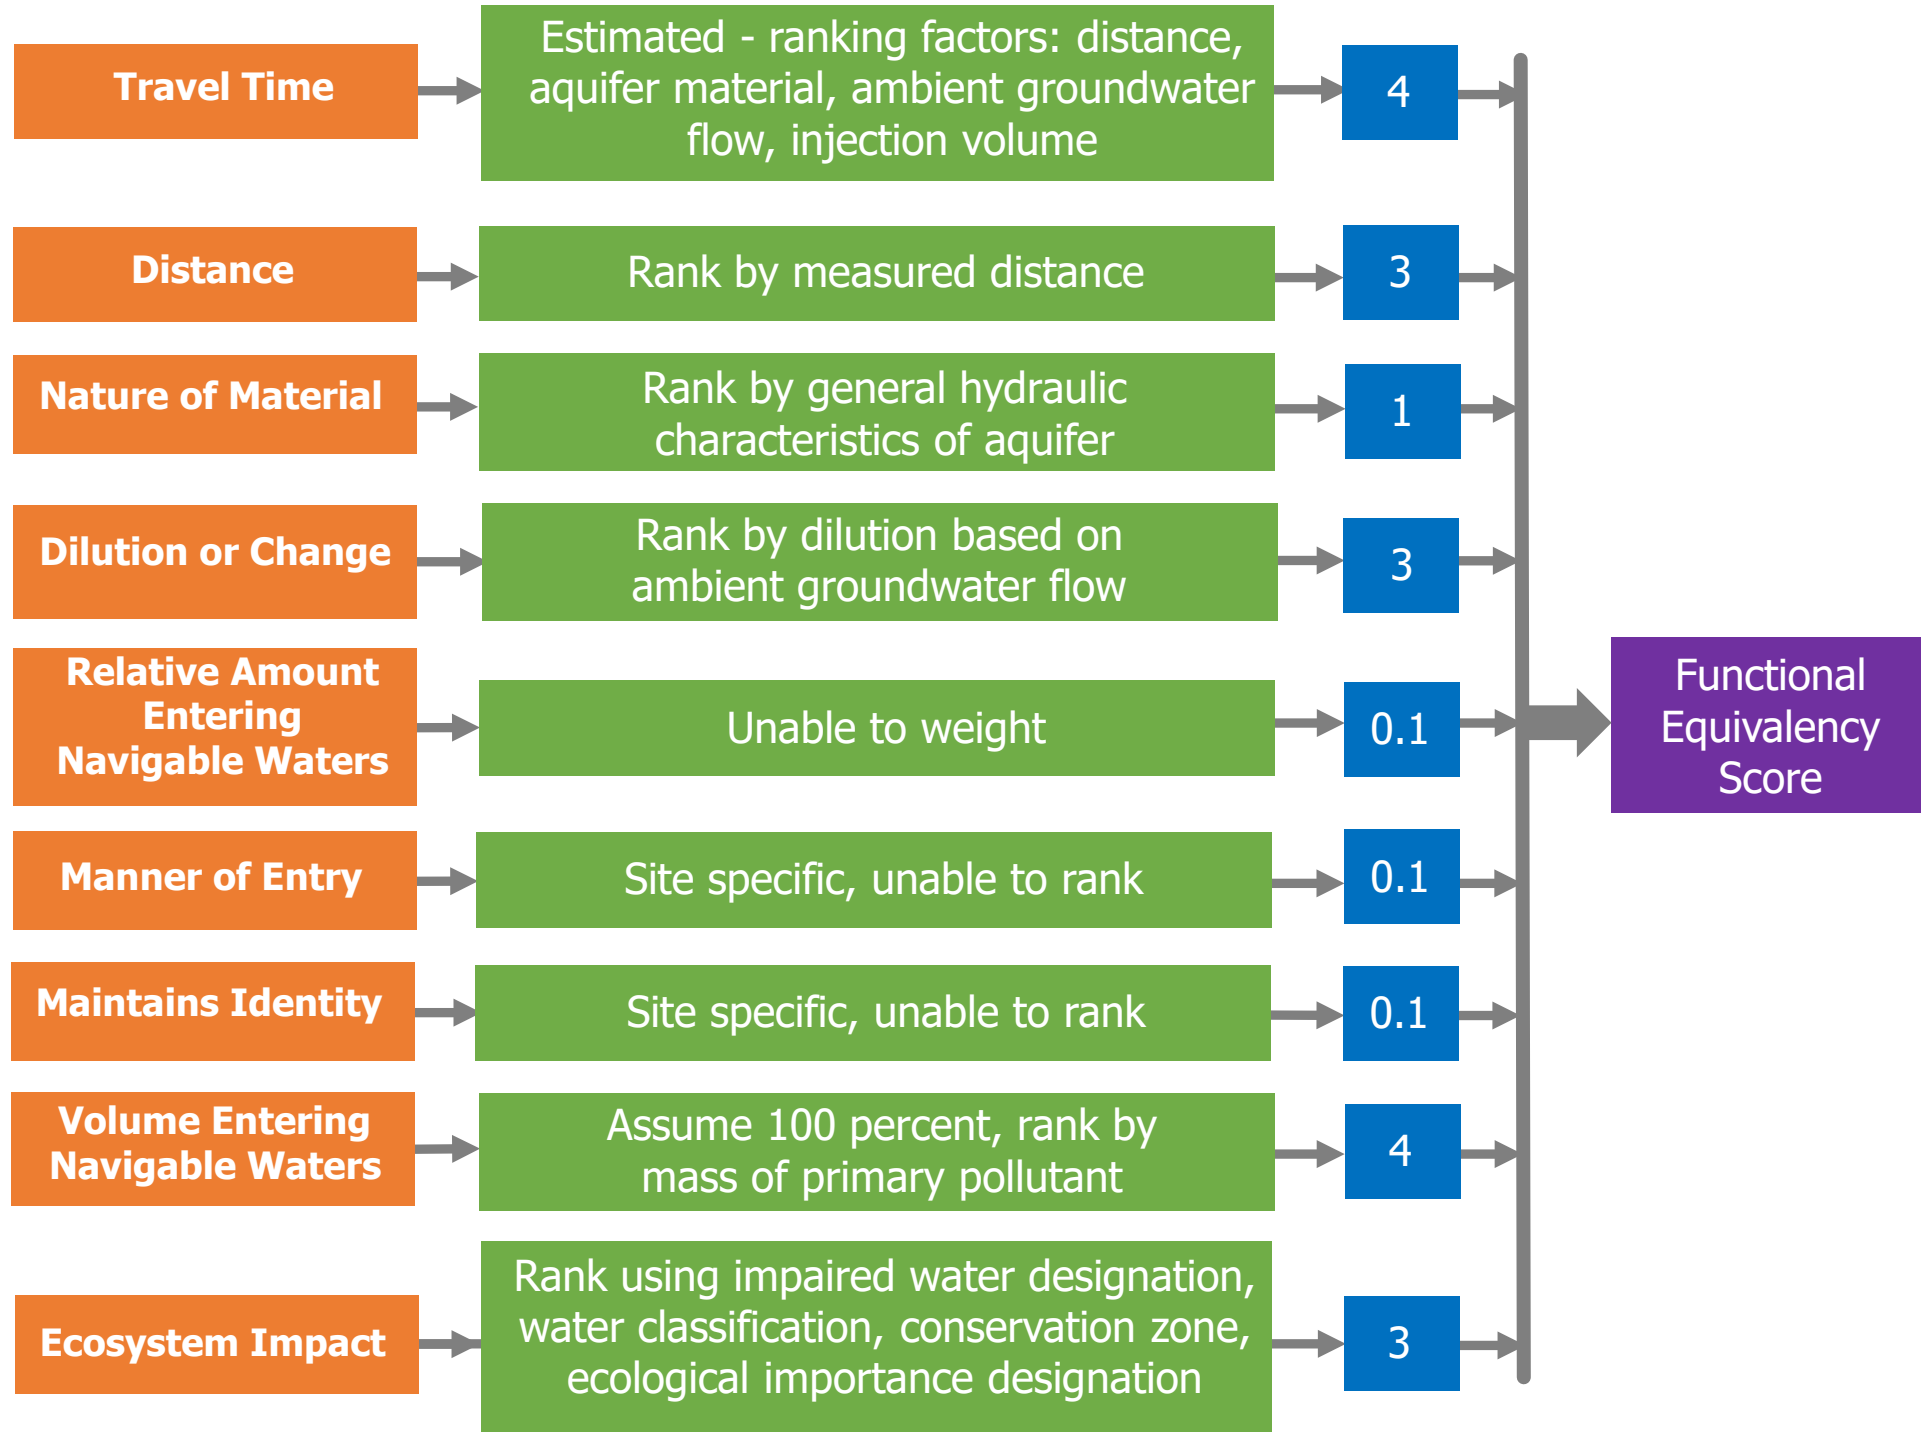 Travel Time
Estimated - ranking factors: distance,
aquifer material, ambient groundwater
flow, injection volume
4
Distance
Rank by measured distance
3
Nature of Material
Rank by general hydraulic
characteristics of aquifer
1
Dilution or Change
Rank by dilution based on
ambient groundwater flow
3
Relative Amount
Entering
Navigable Waters
Unable to weight
0.1
Manner of Entry
Site specific, unable to rank
0.1
Maintains Identity
Site specific, unable to rank
0.1
Volume Entering
Navigable Waters
Assume 100 percent, rank by
mass of primary pollutant
4
Ecosystem Impact
Rank using impaired water designation,
water classification, conservation zone,
ecological importance designation
3
Functional
Equivalency
Score